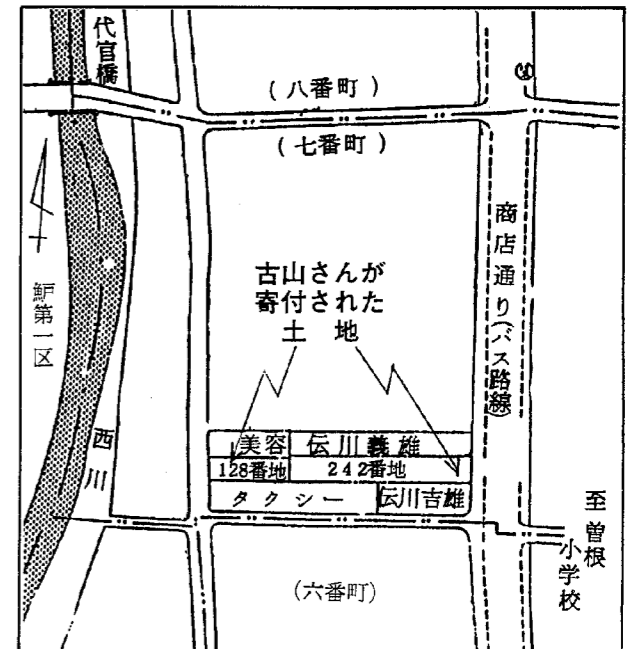 代官橋
(八番町)
(七番町)
商店通り(バス路線)
古山さんが
寄付された
土地
鮖第一区
西川
美容
伝川義雄
128番地
242番地
タクシー
伝川吉雄
至曽根
小学校
(六番町)